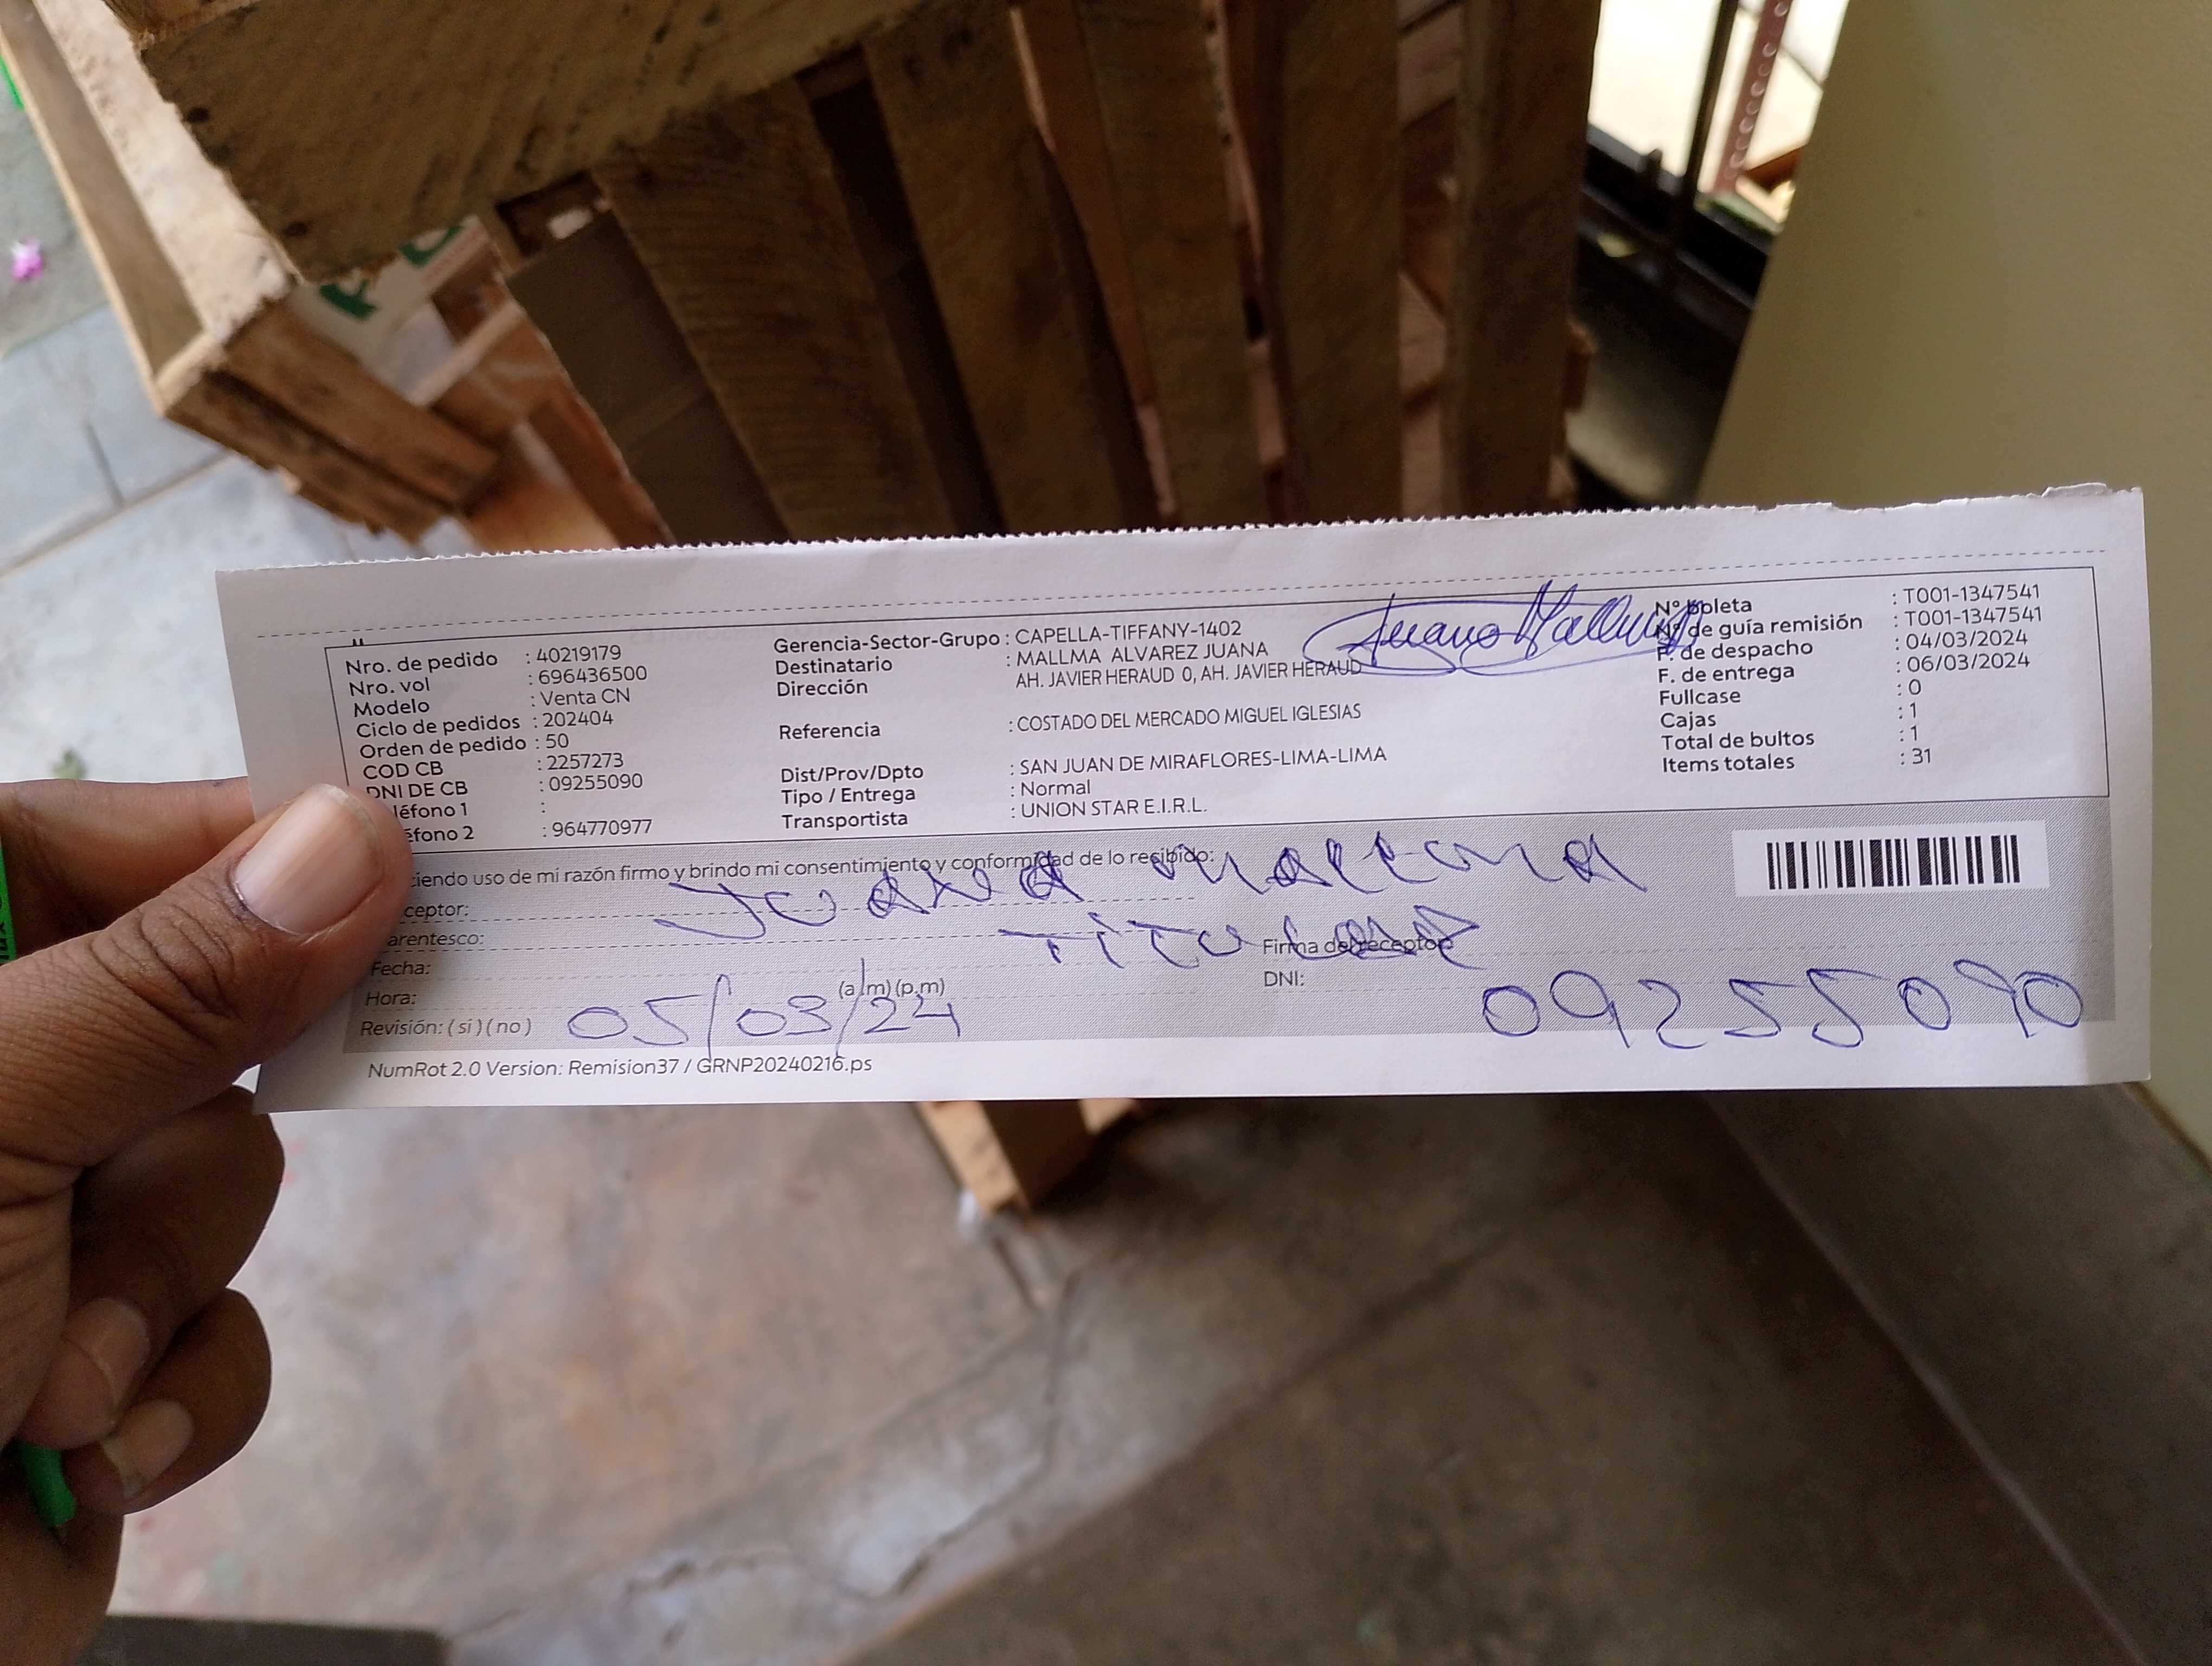 Nro. de pedido : 40219179
Nro. vol : 696436500
Modelo : Venta CN
Ciclo de pedidos : 202404
Orden de pedido : 50
COD CB : 2257273
DNI DE CB : 09255090
léfono 1 :
éfono 2 : 964770977
Gerencia-Sector-Grupo : CAPELLA-TIFFANY-1402
Destinatario : MALLMA ALVAREZ JUANA
Dirección AH. JAVIER HERAUD 0, AH. JAVIER HERAUD
Referencia : COSTADO DEL MERCADO MIGUEL IGLESIAS
Dist/Prov/Dpto : SAN JUAN DE MIRAFLORES-LIMA-LIMA
Tipo / Entrega : Normal
Transportista : UNION STAR E.I.R.L.
Juana Mallma
Nº boleta : T001-1347541
Nº de guía remisión : T001-1347541
F. de despacho : 04/03/2024
F. de entrega : 06/03/2024
Fullcase : 0
Cajas : 1
Total de bultos : 1
Items totales : 31
ciendo uso de mi razón firmo y brindo mi consentimiento y conformidad de lo recibido:
ceptor: Juana mallma
arentesco: Titular
Firma del receptor
Fecha:
Hora: (a.m) (p.m)
DNI: 09255090
Revisión: ( si ) ( no ) 05/03/24
NumRot 2.0 Version: Remision37 / GRNP20240216.ps